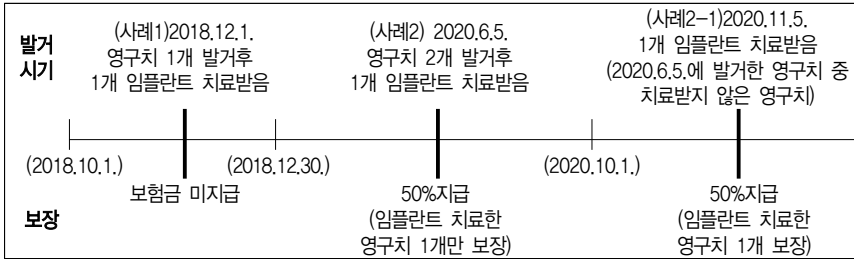 발거
시기
(사례1)2018.12.1.
영구치 1개 발거후
1개 임플란트 치료받음
(사례2) 2020.6.5.
영구치 2개 발거후
1개 임플란트 치료받음
(사례2-1)2020.11.5.
1개 임플란트 치료받음
(2020.6.5.에 발거한 영구치 중
치료받지 않은 영구치)
(2018.10.1.)
(2018.12.30.)
(2020.10.1.)
보장
보험금 미지급
50%지급
(임플란트 치료한
영구치 1개만 보장)
50%지급
(임플란트 치료한
영구치 1개 보장)